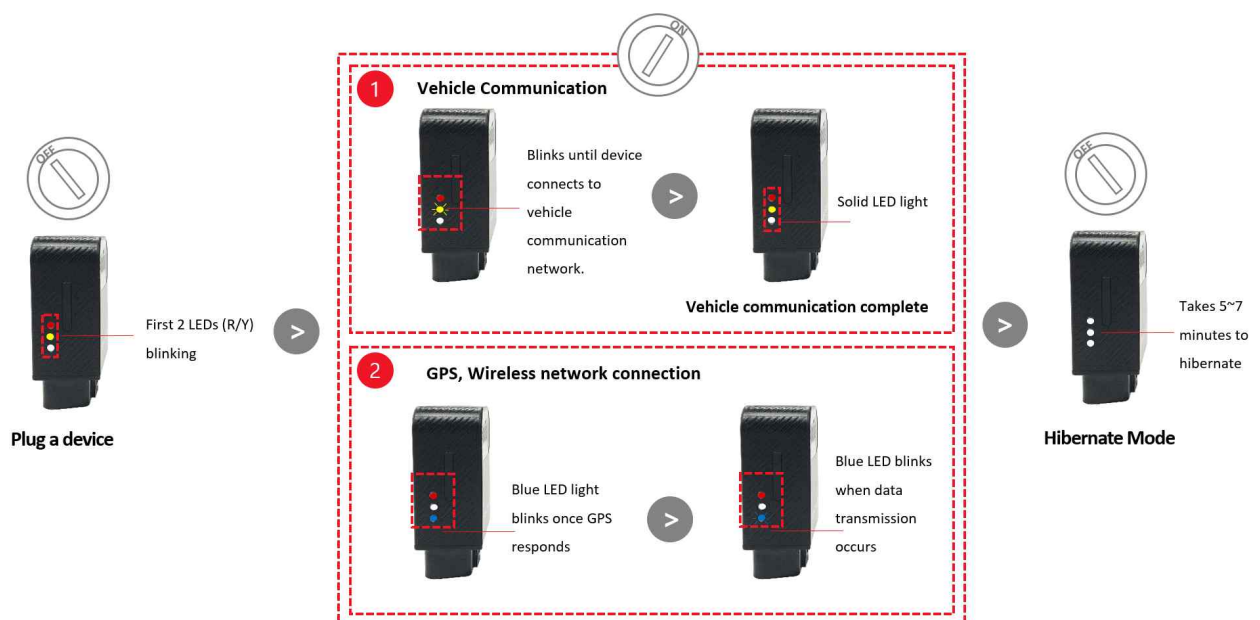 OFF
First 2 LEDs (R/Y)
blinking
Plug a device
>
ON
1
Vehicle Communication
Blinks until device
connects to
vehicle
communication
network.
>
Solid LED light
Vehicle communication complete
2
GPS, Wireless network connection
Blue LED light
blinks once GPS
responds
>
Blue LED blinks
when data
transmission
occurs
>
OFF
Takes 5~7
minutes to
hibernate
Hibernate Mode